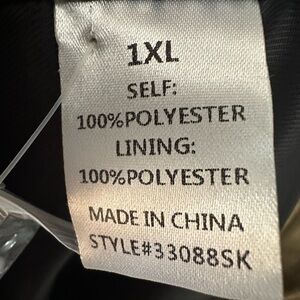 1XL
SELF:
100%POLYESTER
LINING:
100%POLYESTER
MADE IN CHINA
STYLE#33088SK